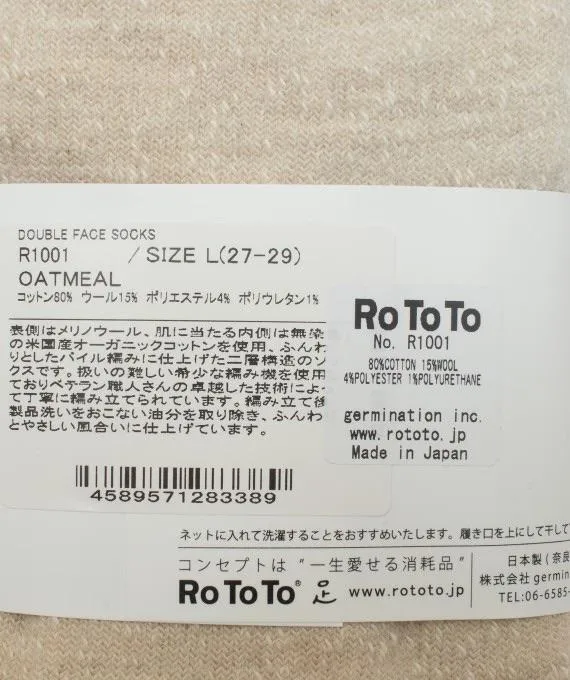 DOUBLE FACE SOCKS
R1001 /SIZE L(27-29)
OATMEAL
コットン80% ウール15% ポリエステル4% ポリウレタン1%
表側はメリノウール、肌に当たる内側は無染
の米国産オーガニックコットンを使用、ふんわ
りとしたパイル編みに仕上げた二層構造のソ
クスです。扱いの難しい希少な編み機を使用
ておりベテラン職人さんの卓越した技術によ
て丁寧に編み立てられています。編み立て後
製品洗いをおこない油分を取り除き、ふんわ
とやさしい風合いに仕上げています。
4589571283389
RoToTo
No. R1001
80%COTTON 15%WOOL
4%POLYESTER 1%POLYURETHANE
germination inc.
www.rototo.jp
Made in Japan
ネットに入れて洗濯することをおすすめいたします。履き口を上にして干して
コンセプトは "一生愛せる消耗品"
RoToTo® 足 www.rototo.jp
日本製(奈良
株式会社 germin
TEL:06-6585-